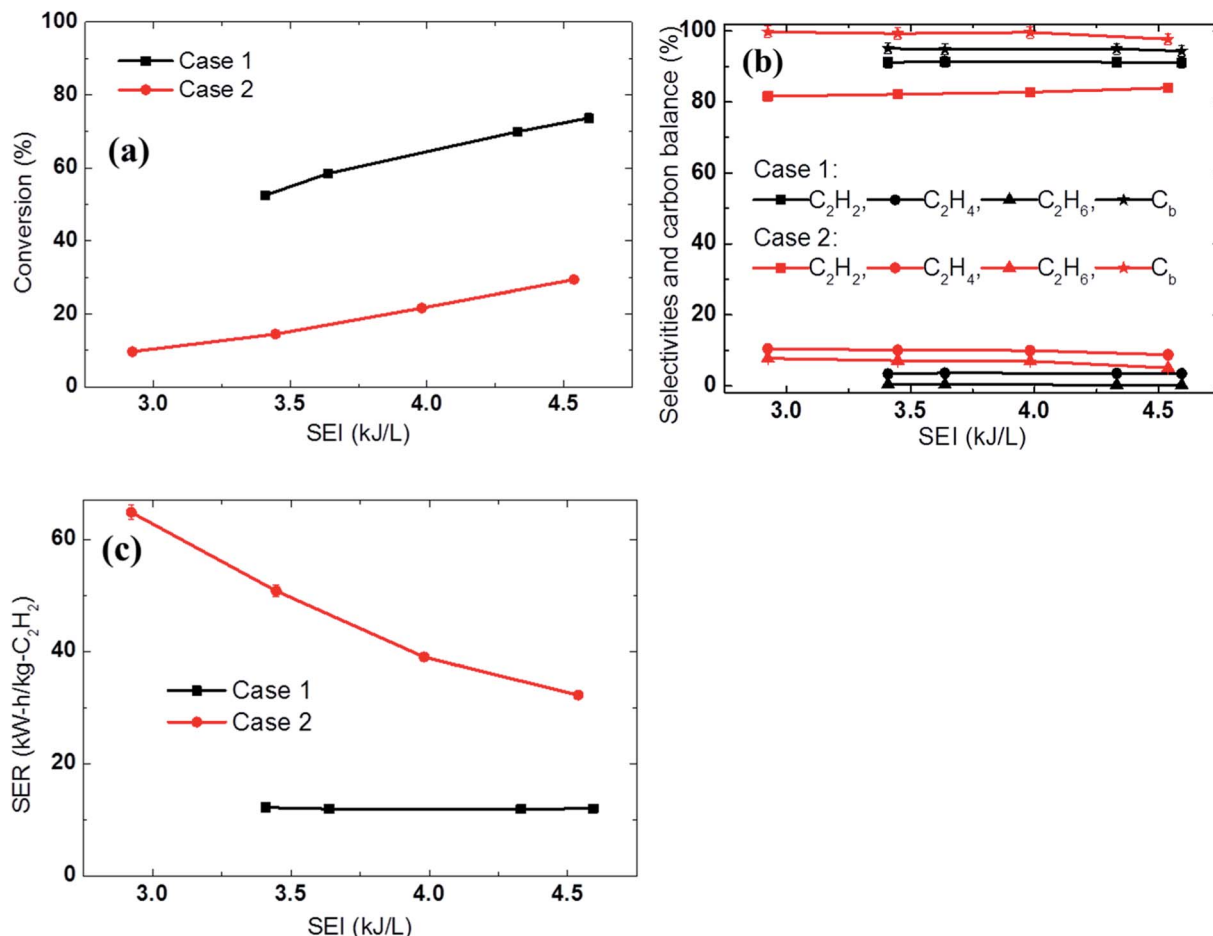 Conversion (%)
100
80
60
40
20
0
Case 1
Case 2
(a)
3.0 3.5 4.0 4.5
SEI (kJ/L)
Selectivities and carbon balance (%)
100
80
60
40
20
0
(b)
Case 1:
C₂H₂, C₂H₄, C₂H₆, C_b
Case 2:
C₂H₂, C₂H₄, C₂H₆, C_b
3.0 3.5 4.0 4.5
SEI (kJ/L)
SER (kW-h/kg-C₂H₂)
60
40
20
0
(c)
Case 1
Case 2
3.0 3.5 4.0 4.5
SEI (kJ/L)